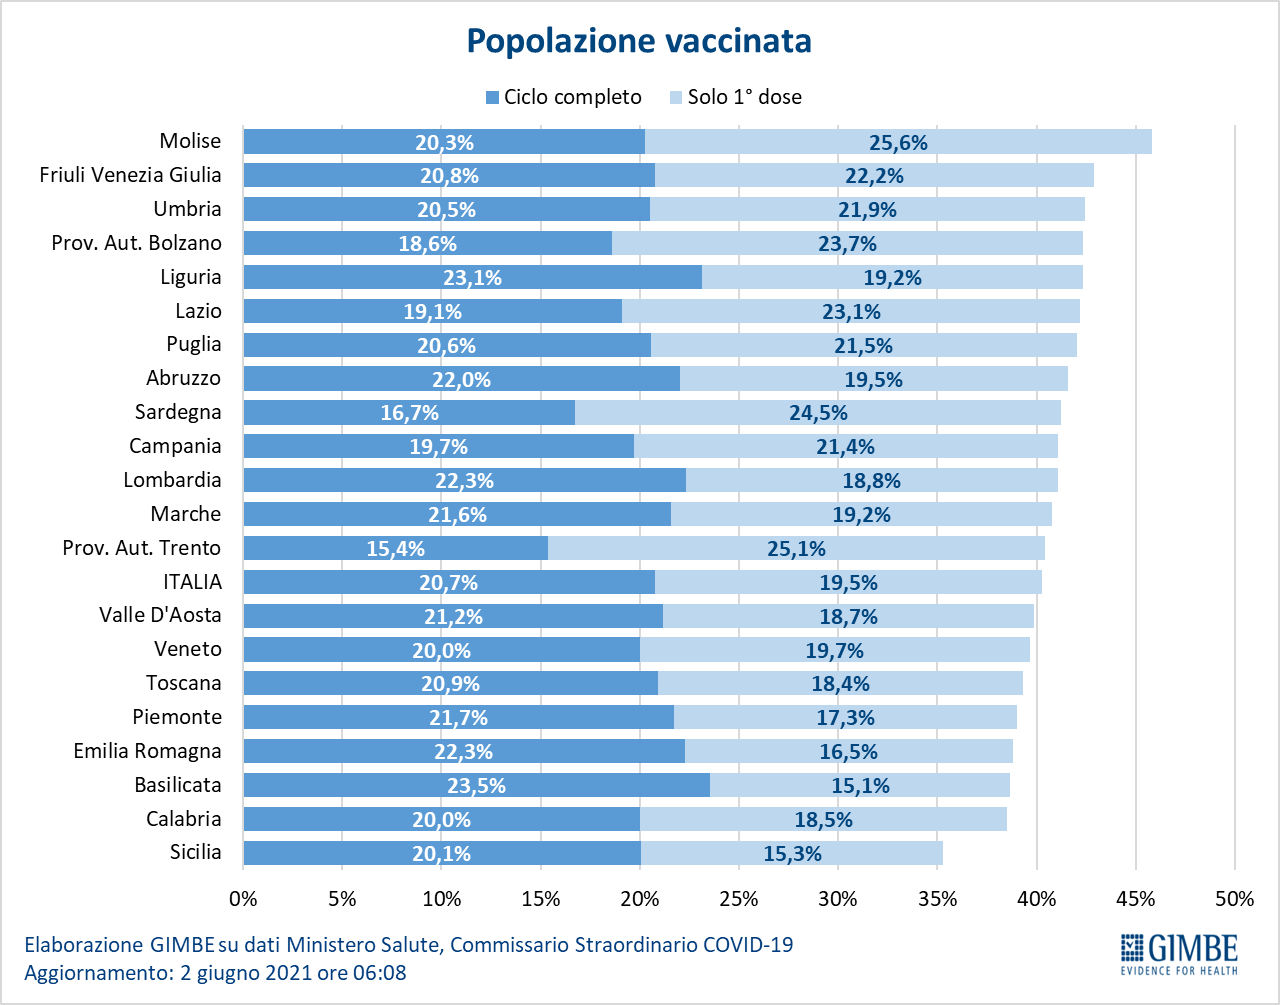 Popolazione vaccinata
Ciclo completo Solo 1° dose
Molise 20,3% 25,6%
Friuli Venezia Giulia 20,8% 22,2%
Umbria 20,5% 21,9%
Prov. Aut. Bolzano 18,6% 23,7%
Liguria 23,1% 19,2%
Lazio 19,1% 23,1%
Puglia 20,6% 21,5%
Abruzzo 22,0% 19,5%
Sardegna 16,7% 24,5%
Campania 19,7% 21,4%
Lombardia 22,3% 18,8%
Marche 21,6% 19,2%
Prov. Aut. Trento 15,4% 25,1%
ITALIA 20,7% 19,5%
Valle D'Aosta 21,2% 18,7%
Veneto 20,0% 19,7%
Toscana 20,9% 18,4%
Piemonte 21,7% 17,3%
Emilia Romagna 22,3% 16,5%
Basilicata 23,5% 15,1%
Calabria 20,0% 18,5%
Sicilia 20,1% 15,3%
0% 5% 10% 15% 20% 25% 30% 35% 40% 45% 50%
Elaborazione GIMBE su dati Ministero Salute, Commissario Straordinario COVID-19
Aggiornamento: 2 giugno 2021 ore 06:08
GIMBE
EVIDENCE FOR HEALTH